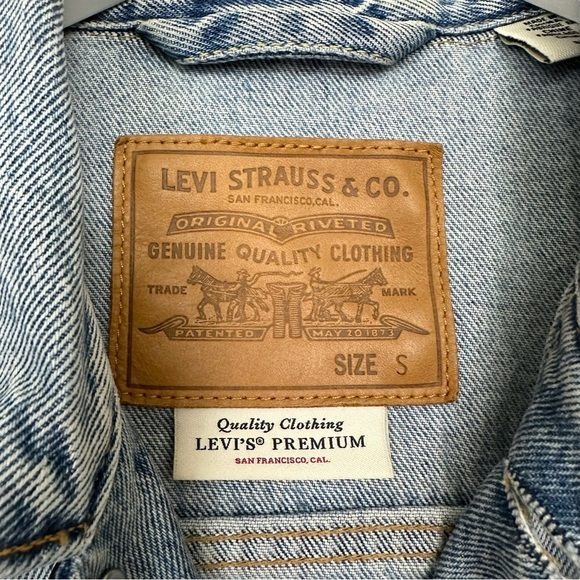 LEVI STRAUSS & CO.
SAN FRANCISCO, CAL.
ORIGINAL RIVETED
GENUINE QUALITY CLOTHING
TRADE MARK
PATENTED MAY 20 1873
SIZE S
Quality Clothing
LEVI'S® PREMIUM
SAN FRANCISCO, CAL.